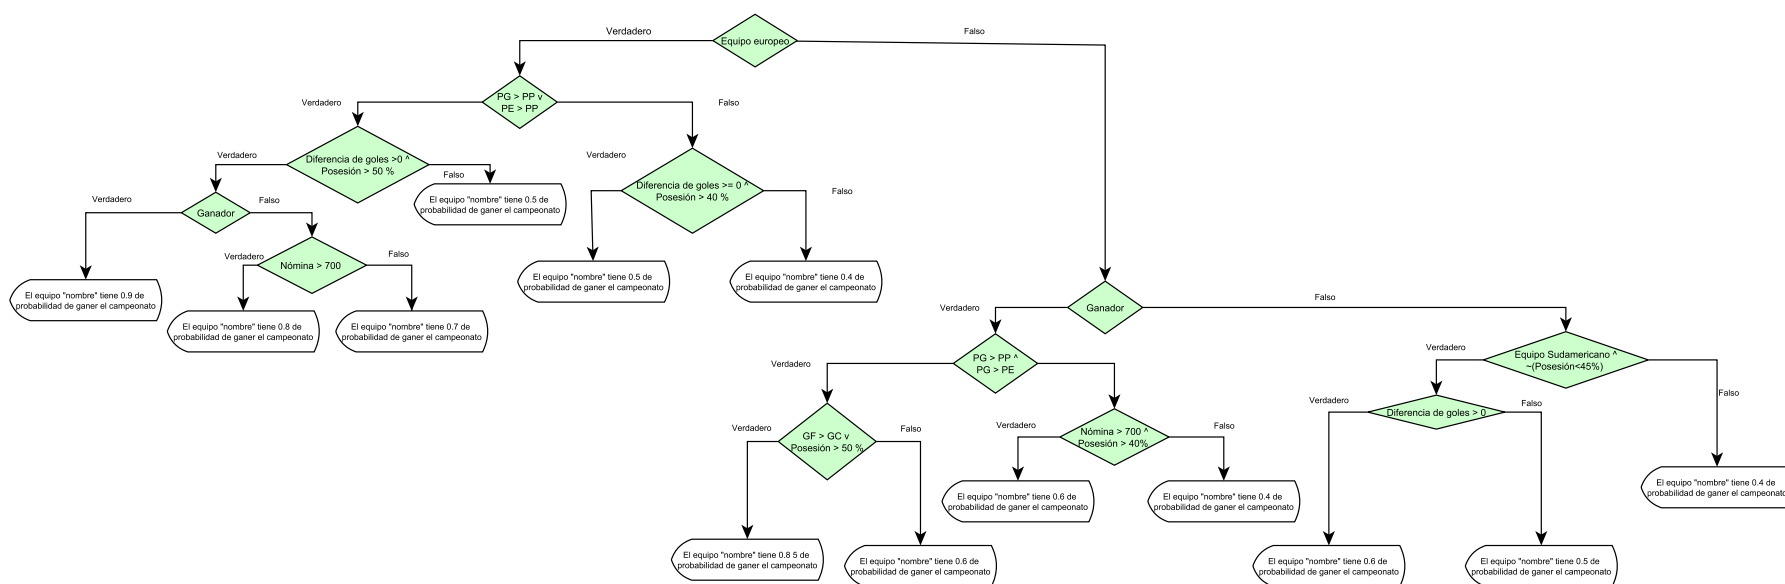 Equipo europeo
Verdadero
Falso
PG > PP v
PE > PP
Verdadero
Falso
Diferencia de goles >0 ^
Posesión > 50 %
Verdadero
Falso
El equipo "nombre" tiene 0.5 de
probabilidad de ganer el campeonato
Diferencia de goles >= 0 ^
Posesión > 40 %
Verdadero
Falso
Ganador
Verdadero
Falso
Nómina > 700
Verdadero
Falso
El equipo "nombre" tiene 0.9 de
probabilidad de ganer el campeonato
El equipo "nombre" tiene 0.8 de
probabilidad de ganer el campeonato
El equipo "nombre" tiene 0.7 de
probabilidad de ganer el campeonato
El equipo "nombre" tiene 0.5 de
probabilidad de ganer el campeonato
El equipo "nombre" tiene 0.4 de
probabilidad de ganer el campeonato
Ganador
Verdadero
Falso
PG > PP ^
PG > PE
Verdadero
Equipo Sudamericano ^
~(Posesión<45%)
Verdadero
Falso
GF > GC v
Posesión > 50 %
Verdadero
Falso
Nómina > 700 ^
Posesión > 40%
Verdadero
Falso
Diferencia de goles > 0
Verdadero
Falso
El equipo "nombre" tiene 0.6 de
probabilidad de ganer el campeonato
El equipo "nombre" tiene 0.4 de
probabilidad de ganer el campeonato
El equipo "nombre" tiene 0.4 de
probabilidad de ganer el campeonato
El equipo "nombre" tiene 0.8 5 de
probabilidad de ganer el campeonato
El equipo "nombre" tiene 0.6 de
probabilidad de ganer el campeonato
El equipo "nombre" tiene 0.6 de
probabilidad de ganer el campeonato
El equipo "nombre" tiene 0.5 de
probabilidad de ganer el campeonato